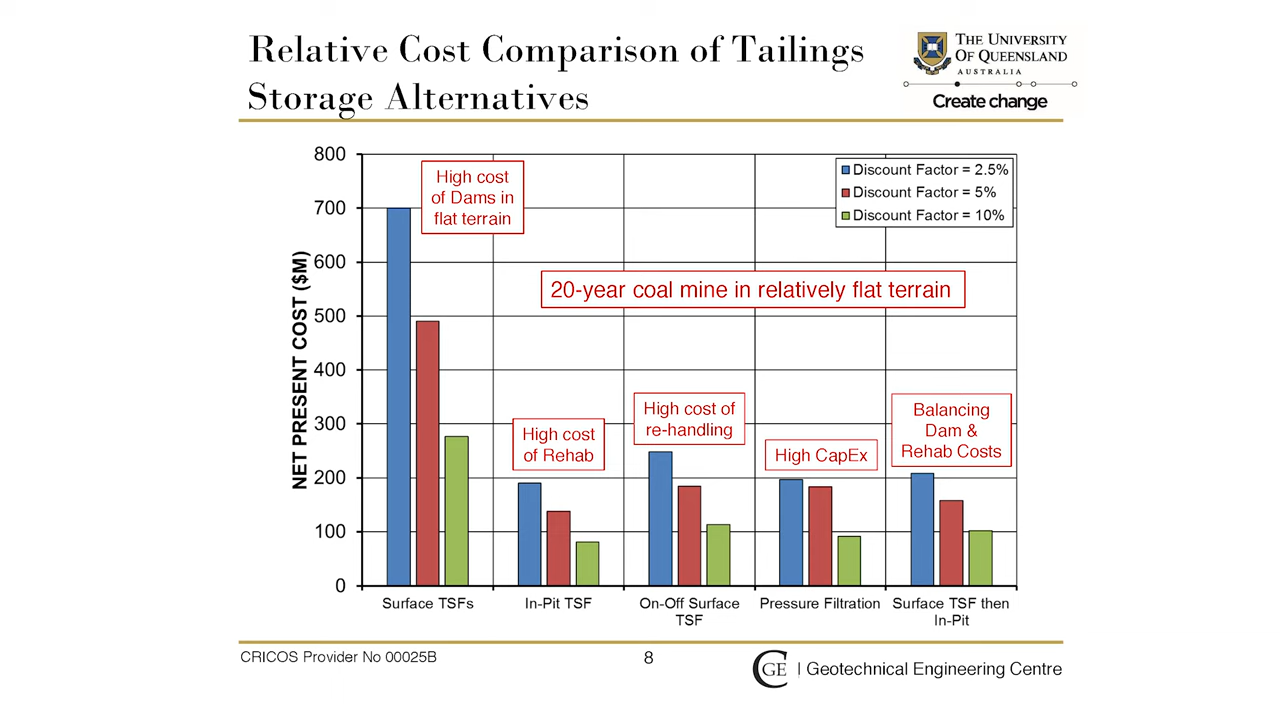 Relative Cost Comparison of Tailings
Storage Alternatives
THE UNIVERSITY
OF QUEENSLAND
AUSTRALIA
Create change
NET PRESENT COST ($M)
800
700
600
500
400
300
200
100
0
High cost
of Dams in
flat terrain
Discount Factor = 2.5%
Discount Factor = 5%
Discount Factor = 10%
20-year coal mine in relatively flat terrain
High cost
of Rehab
High cost of
re-handling
High CapEx
Balancing
Dam &
Rehab Costs
Surface TSFs
In-Pit TSF
On-Off Surface
TSF
Pressure Filtration
Surface TSF then
In-Pit
CRICOS Provider No 00025B
8
CGE | Geotechnical Engineering Centre